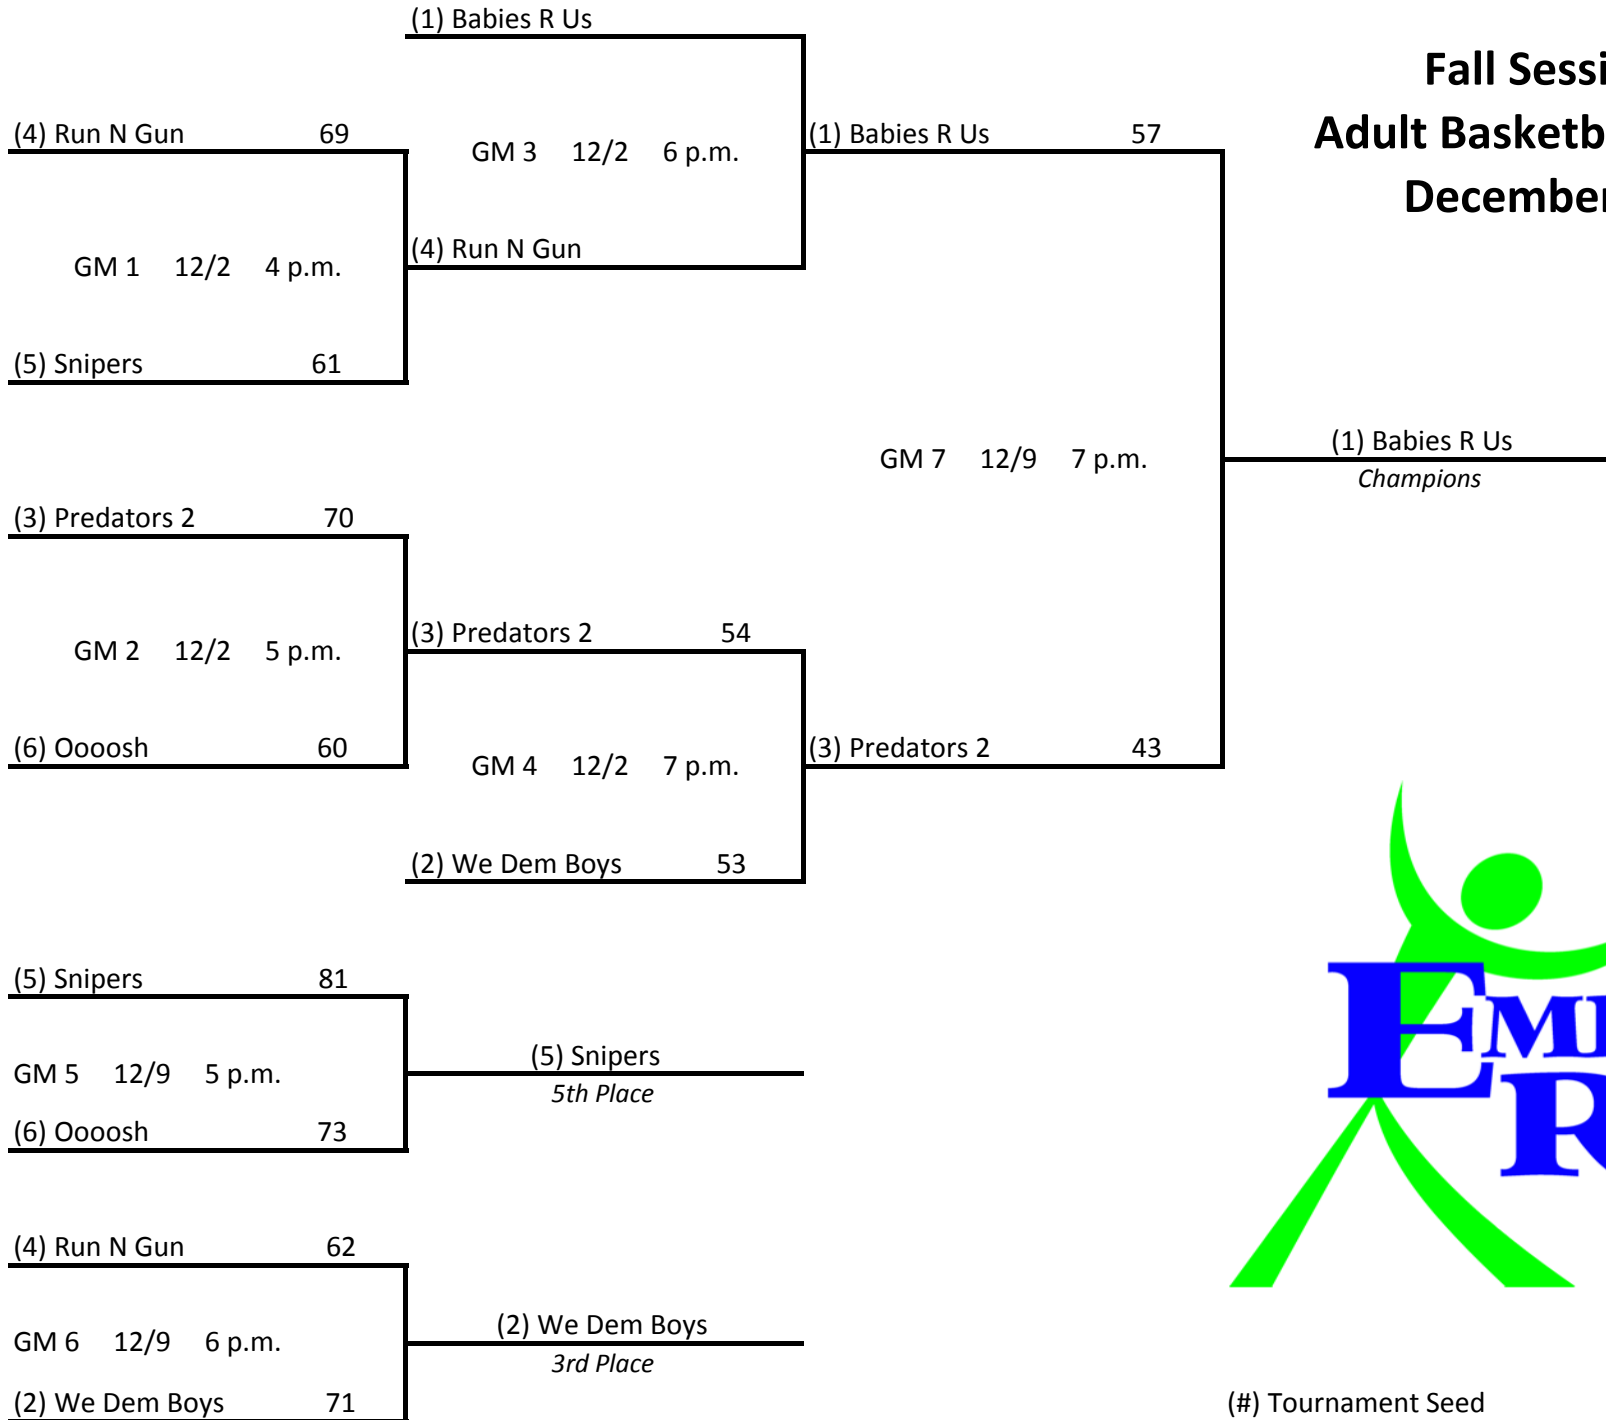 (1) Babies R Us
Fall Sessi
(4) Run N Gun 69
GM 3 12/2 6 p.m.
(1) Babies R Us 57
Adult Basketb
December
GM 1 12/2 4 p.m.
(4) Run N Gun
(5) Snipers 61
GM 7 12/9 7 p.m.
(1) Babies R Us
Champions
(3) Predators 2 70
GM 2 12/2 5 p.m.
(3) Predators 2 54
(6) Oooosh 60
GM 4 12/2 7 p.m.
(3) Predators 2 43
(2) We Dem Boys 53
(5) Snipers 81
GM 5 12/9 5 p.m.
(5) Snipers
5th Place
(6) Oooosh 73
EM
R
(4) Run N Gun 62
GM 6 12/9 6 p.m.
(2) We Dem Boys
3rd Place
(2) We Dem Boys 71
(#) Tournament Seed